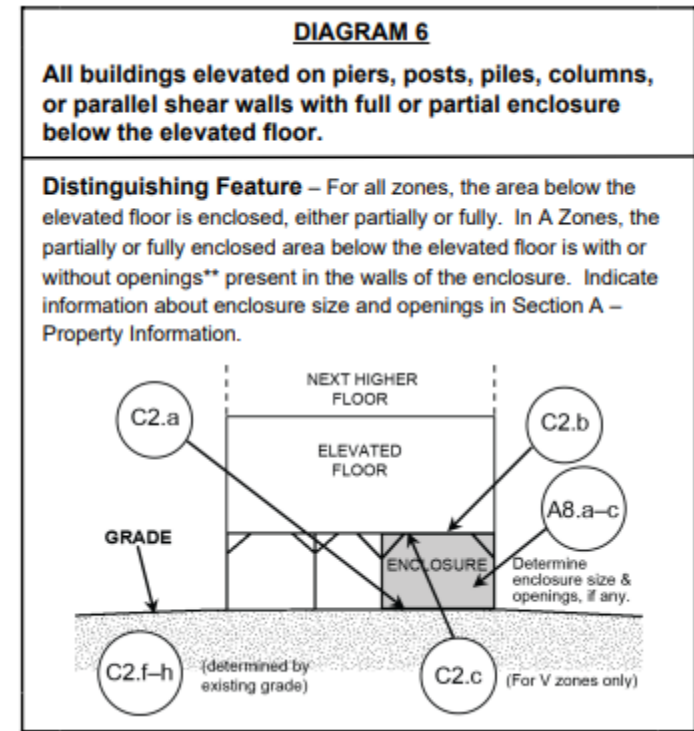 DIAGRAM 6
All buildings elevated on piers, posts, piles, columns,
or parallel shear walls with full or partial enclosure
below the elevated floor.
Distinguishing Feature – For all zones, the area below the
elevated floor is enclosed, either partially or fully. In A Zones, the
partially or fully enclosed area below the elevated floor is with or
without openings** present in the walls of the enclosure. Indicate
information about enclosure size and openings in Section A –
Property Information.
NEXT HIGHER
FLOOR
C2.a
C2.b
ELEVATED
FLOOR
A8.a–c
GRADE
ENCLOSURE
Determine
enclosure size &
openings, if any.
C2.f–h
(determined by
existing grade)
C2.c
(For V zones only)